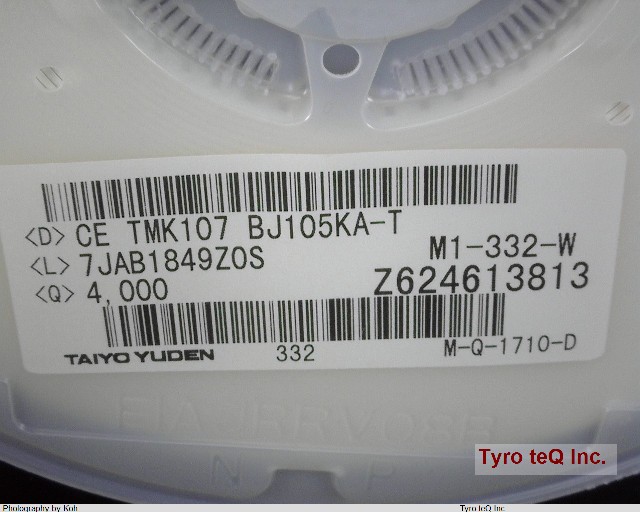 <D> CE TMK107 BJ105KA-T
<L> 7JAB1849Z0S
M1-332-W
<Q> 4,000
Z624613813
TAIYO YUDEN
332
M-Q-1710-D
EIAJRRV08B
N P
Tyro teQ Inc.
Photography by Koh
Tyro teQ Inc